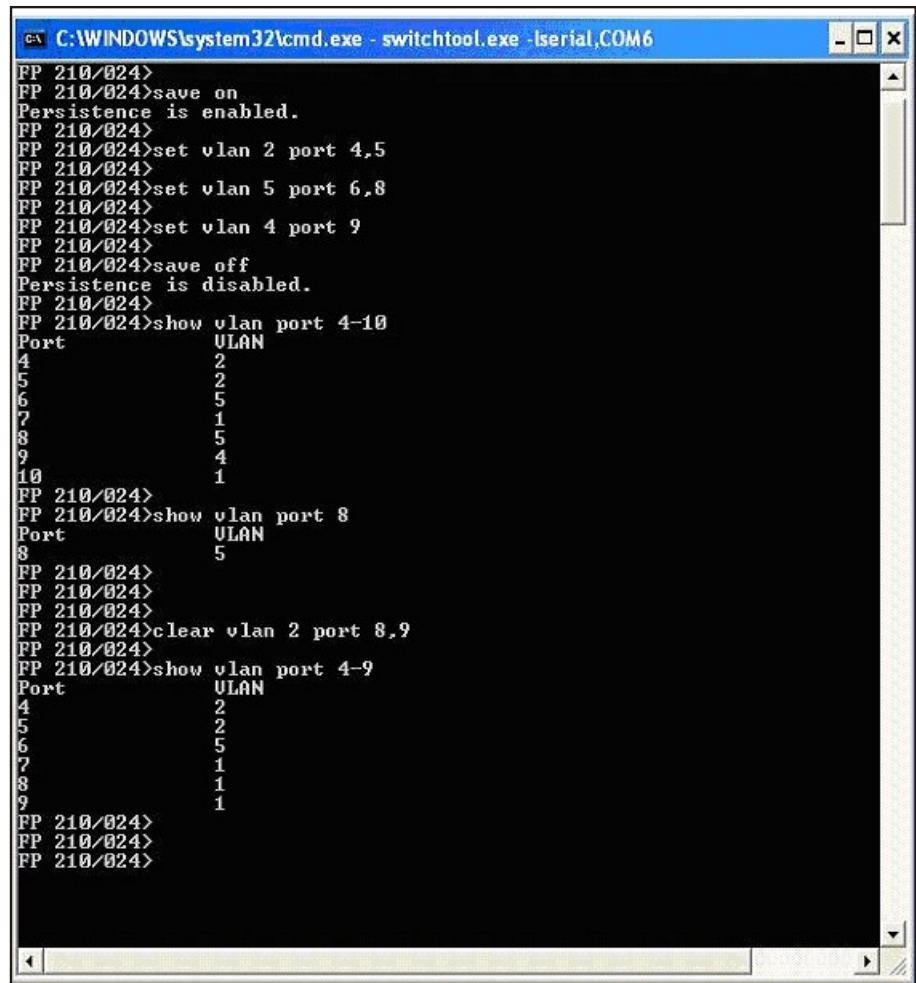 C:\WINDOWS\system32\cmd.exe - switchtool.exe -lserial,COM6
FP 210/024>
FP 210/024>save on
Persistence is enabled.
FP 210/024>
FP 210/024>set vlan 2 port 4,5
FP 210/024>
FP 210/024>set vlan 5 port 6,8
FP 210/024>
FP 210/024>set vlan 4 port 9
FP 210/024>
FP 210/024>save off
Persistence is disabled.
FP 210/024>
FP 210/024>show vlan port 4-10
Port VLAN
4 2
5 2
6 5
7 1
8 5
9 4
10 1
FP 210/024>
FP 210/024>show vlan port 8
Port VLAN
8 5
FP 210/024>
FP 210/024>
FP 210/024>
FP 210/024>clear vlan 2 port 8,9
FP 210/024>
FP 210/024>show vlan port 4-9
Port VLAN
4 2
5 2
6 5
7 1
8 1
9 1
FP 210/024>
FP 210/024>
FP 210/024>